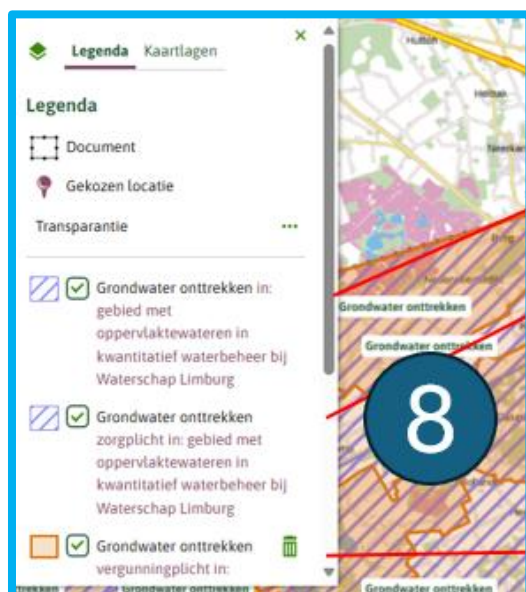 Legenda Kaartlagen
Legenda
Document
Gekozen locatie
Transparantie
Grondwater onttrekken in:
gebied met
oppervlaktewateren in
kwantitatief waterbeheer bij
Waterschap Limburg
Grondwater onttrekken
zorgplicht in: gebied met
oppervlaktewateren in
kwantitatief waterbeheer bij
Waterschap Limburg
Grondwater onttrekken
vergunningplicht in:
Grondwater onttrekken
Grondwater onttrekken
8
Grondwater onttrekken
Grondwater onttrekken